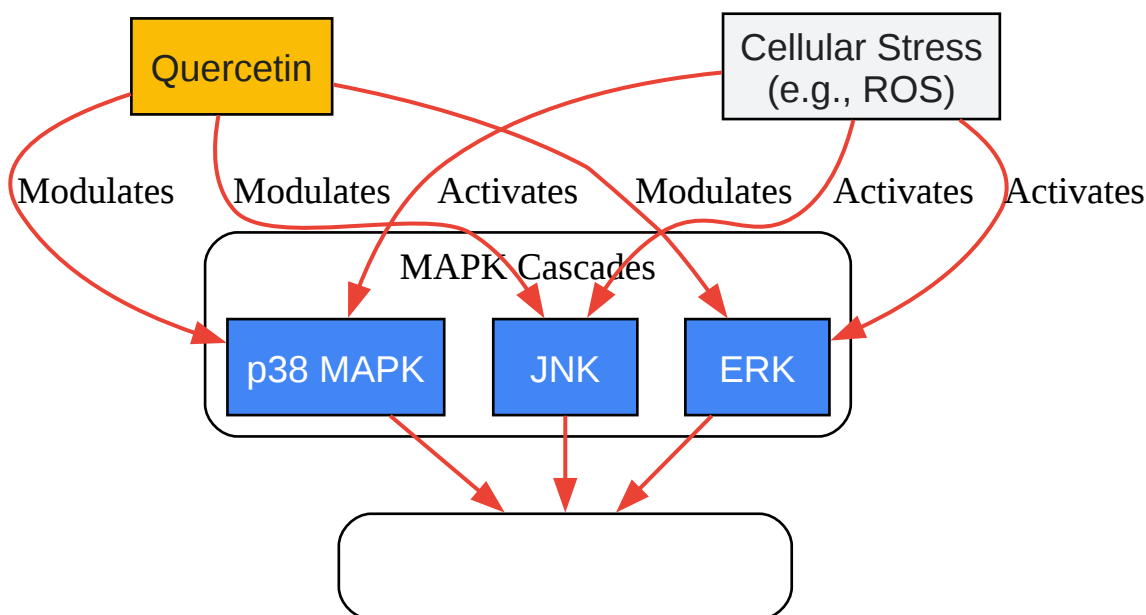 Quercetin
Cellular Stress
(e.g., ROS)
Modulates
Modulates
Activates
Modulates
Activates
Activates
MAPK Cascades
p38 MAPK
JNK
ERK